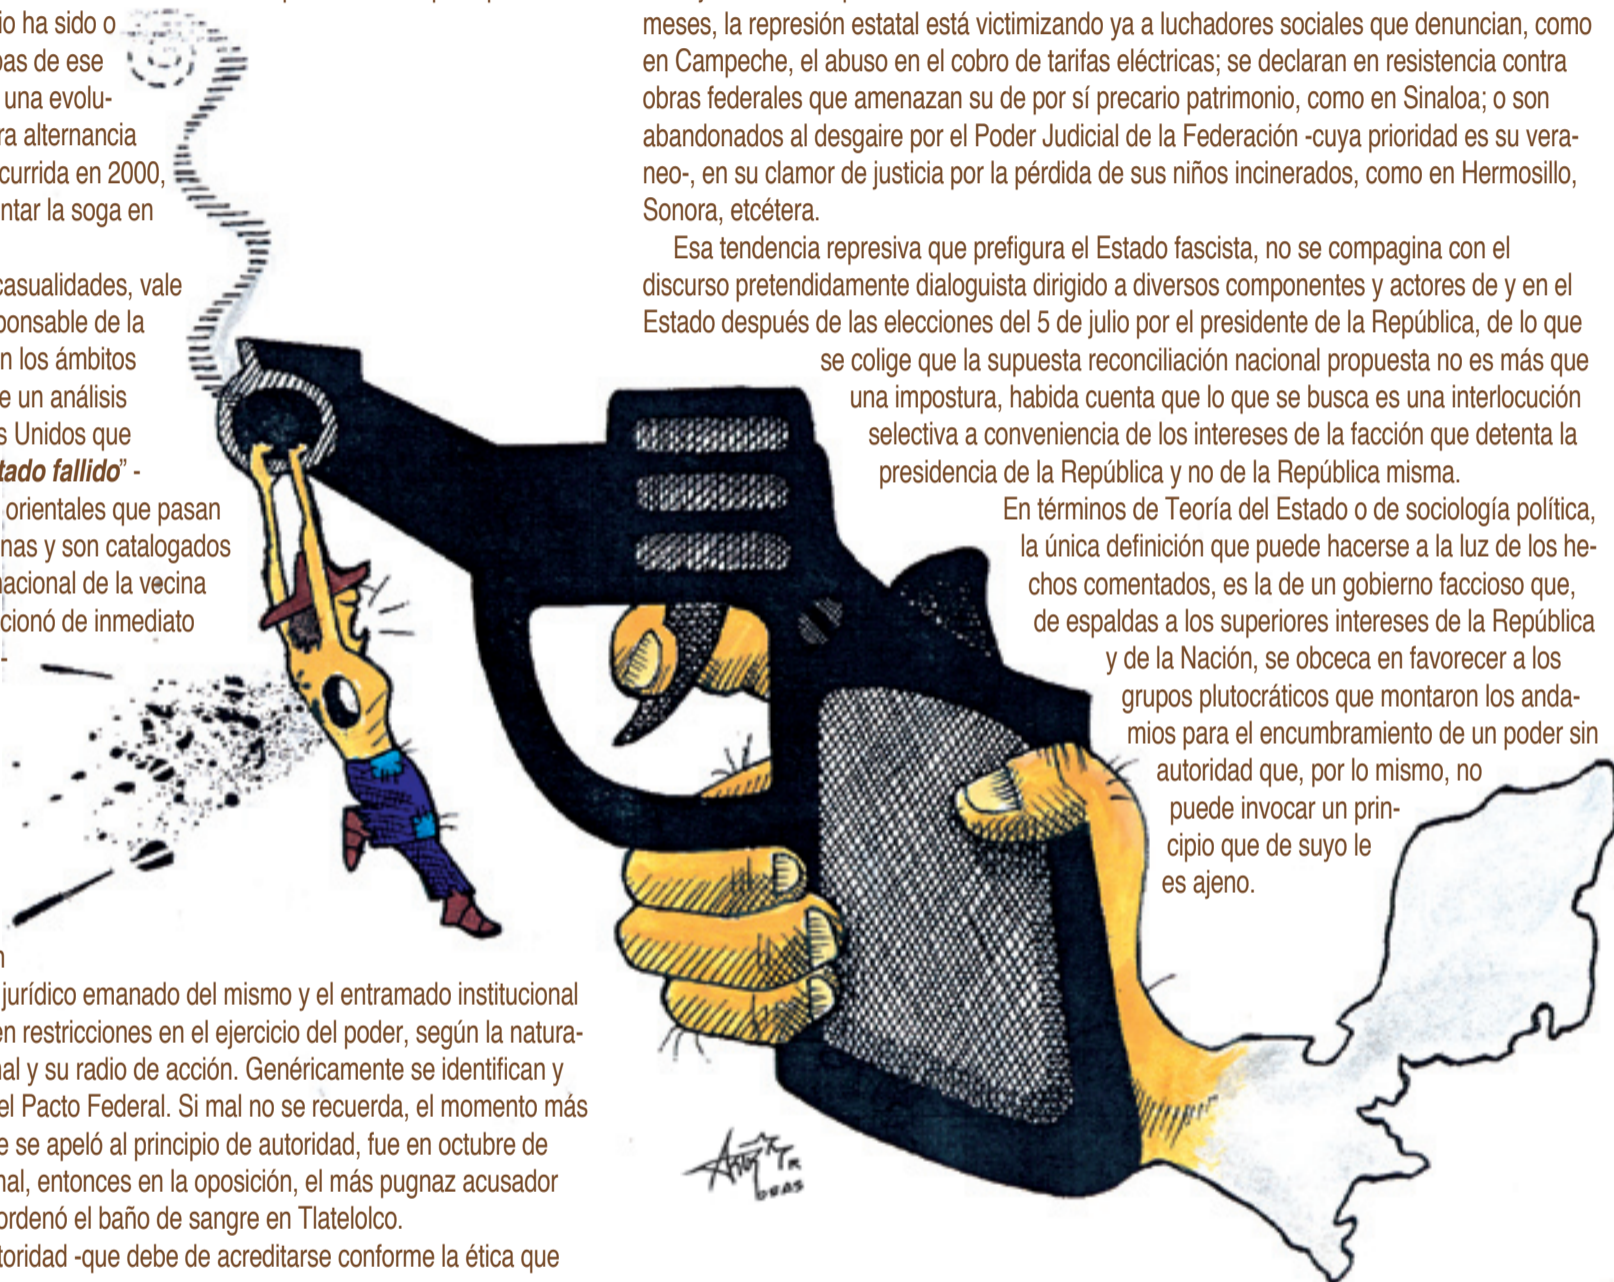 io ha sido o
pas de ese
una evolu-
ra alternancia
currida en 2000,
ntar la soga en
casualidades, vale
ponsable de la
n los ámbitos
e un análisis
s Unidos que
tado fallido” -
orientales que pasan
nas y son catalogados
nacional de la vecina
cionó de inmediato
-
n
jurídico emanado del mismo y el entramado institucional
en restricciones en el ejercicio del poder, según la natura-
nal y su radio de acción. Genéricamente se identifican y
el Pacto Federal. Si mal no se recuerda, el momento más
e se apeló al principio de autoridad, fue en octubre de
nal, entonces en la oposición, el más pugnaz acusador
ordenó el baño de sangre en Tlatelolco.
toridad -que debe de acreditarse conforme la ética que
meses, la represión estatal está victimizando ya a luchadores sociales que denuncian, como
en Campeche, el abuso en el cobro de tarifas eléctricas; se declaran en resistencia contra
obras federales que amenazan su de por sí precario patrimonio, como en Sinaloa; o son
abandonados al desgaire por el Poder Judicial de la Federación -cuya prioridad es su vera-
neo-, en su clamor de justicia por la pérdida de sus niños incinerados, como en Hermosillo,
Sonora, etcétera.
Esa tendencia represiva que prefigura el Estado fascista, no se compagina con el
discurso pretendidamente dialoguista dirigido a diversos componentes y actores de y en el
Estado después de las elecciones del 5 de julio por el presidente de la República, de lo que
se colige que la supuesta reconciliación nacional propuesta no es más que
una impostura, habida cuenta que lo que se busca es una interlocución
selectiva a conveniencia de los intereses de la facción que detenta la
presidencia de la República y no de la República misma.
En términos de Teoría del Estado o de sociología política,
la única definición que puede hacerse a la luz de los he-
chos comentados, es la de un gobierno faccioso que,
de espaldas a los superiores intereses de la República
y de la Nación, se obceca en favorecer a los
grupos plutocráticos que montaron los anda-
mios para el encumbramiento de un poder sin
autoridad que, por lo mismo, no
puede invocar un prin-
cipio que de suyo le
es ajeno.